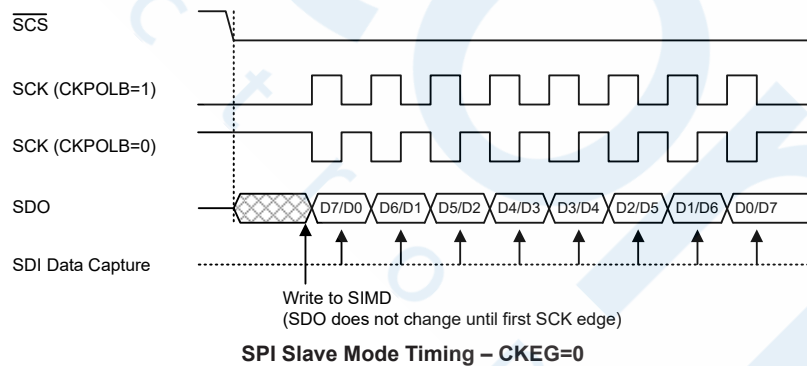 SCS
SCK (CKPOLB=1)
SCK (CKPOLB=0)
SDO
D7/D0 D6/D1 D5/D2 D4/D3 D3/D4 D2/D5 D1/D6 D0/D7
SDI Data Capture
Write to SIMD
(SDO does not change until first SCK edge)
SPI Slave Mode Timing – CKEG=0